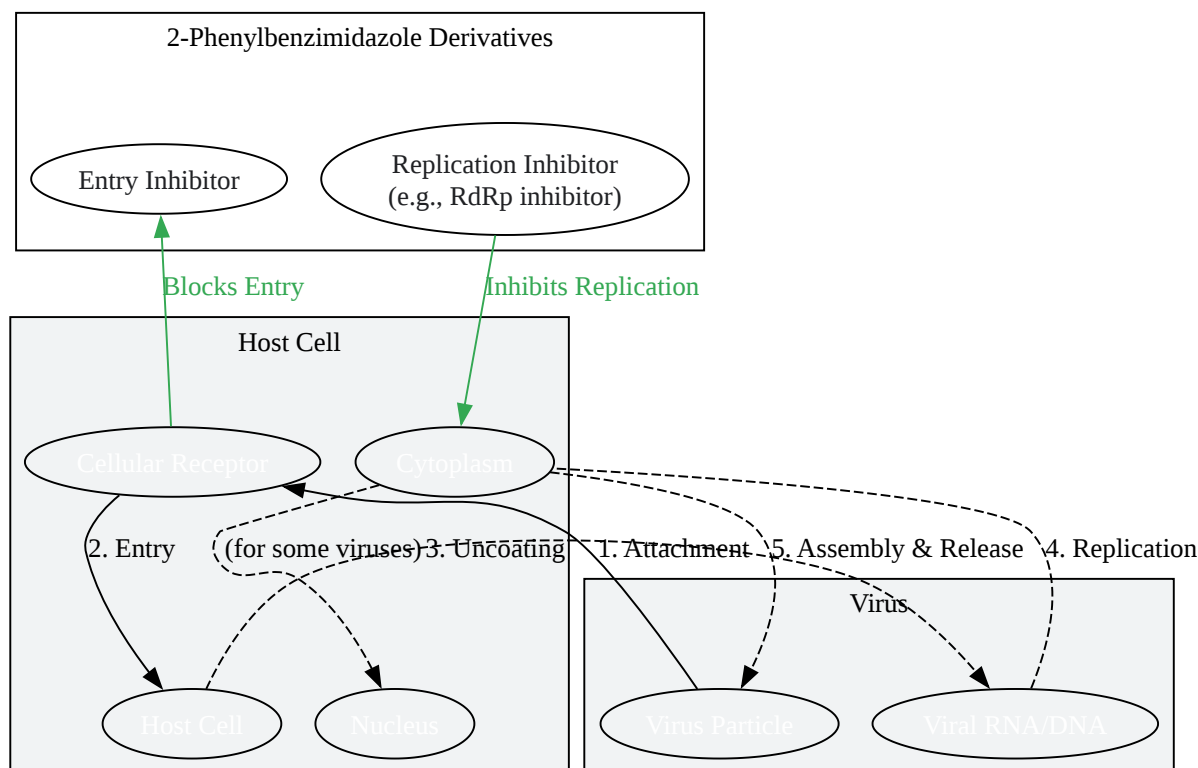 2-Phenylbenzimidazole Derivatives
Entry Inhibitor
Replication Inhibitor
(e.g., RdRp inhibitor)
Blocks Entry
Inhibits Replication
Host Cell
Cellular Receptor
Cytoplasm
2. Entry
(for some viruses)
3. Uncoating
1. Attachment
5. Assembly & Release
4. Replication
Virus
Host Cell
Nucleus
Virus Particle
Viral RNA/DNA